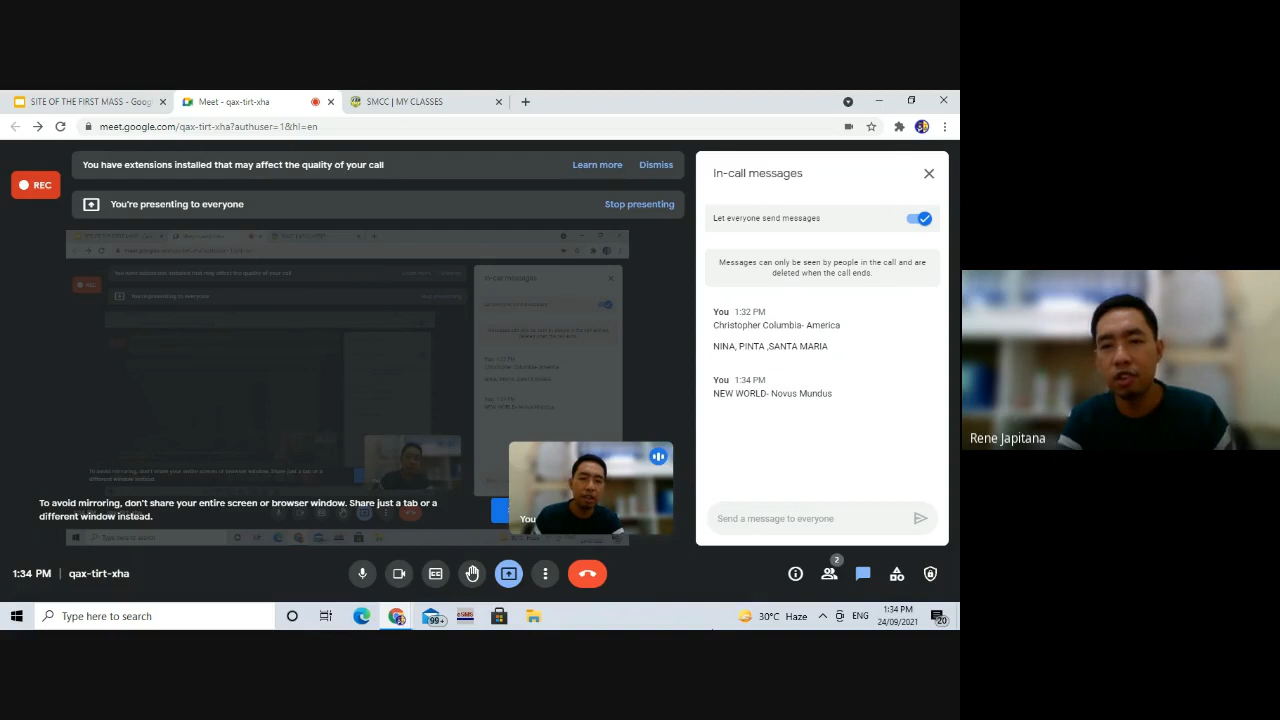 SITE OF THE FIRST MASS - Goog
Meet - qax-tirt-xha
SMCC | MY CLASSES
meet.google.com/qax-tirt-xha?authuser=1&hl=en
You have extensions installed that may affect the quality of your call
Learn more
Dismiss
REC
You're presenting to everyone
Stop presenting
In-call messages
Let everyone send messages
Messages can only be seen by people in the call and are
deleted when the call ends.
You 1:32 PM
Christopher Columbia- America
NINA, PINTA ,SANTA MARIA
You 1:34 PM
NEW WORLD- Novus Mundus
Rene Japitana
To avoid mirroring, don't share your entire screen or browser window. Share just a tab or a
different window instead.
You
Send a message to everyone
1:34 PM | qax-tirt-xha
2
Type here to search
99+
eSMS
30°C Haze
ENG
1:34 PM
24/09/2021
20